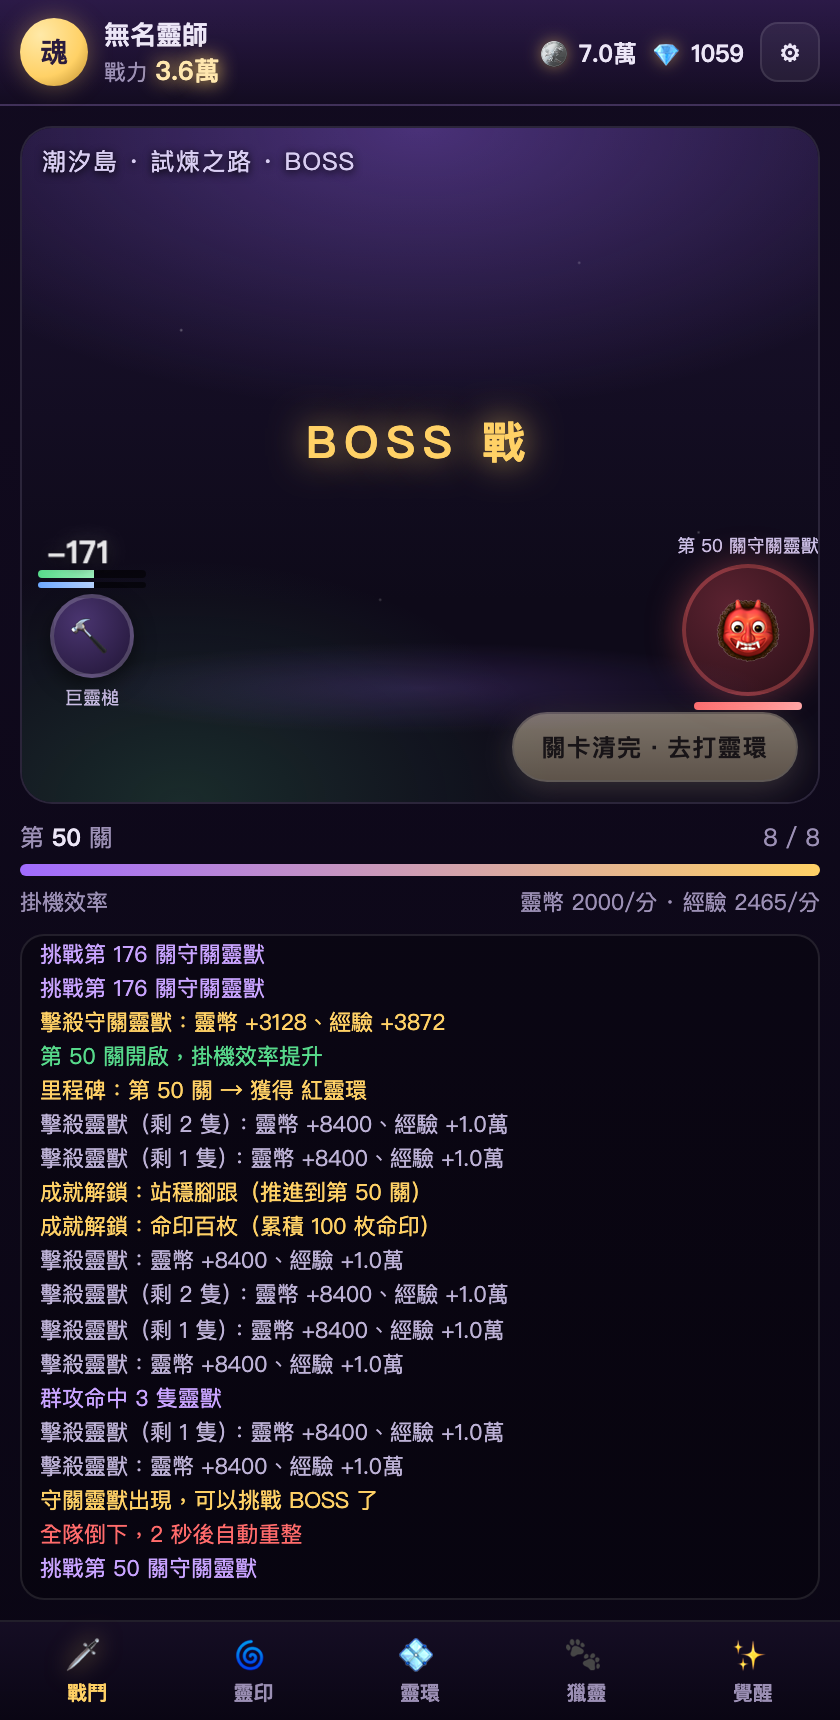 魂
無名靈師
戰力 3.6萬
7.0萬
1059
潮汐島 · 試煉之路 · BOSS
BOSS 戰
–171
巨靈槌
第 50 關守關靈獸
關卡清完 · 去打靈環
第 50 關
8 / 8
掛機效率
靈幣 2000/分 · 經驗 2465/分
挑戰第 176 關守關靈獸
挑戰第 176 關守關靈獸
擊殺守關靈獸：靈幣 +3128、經驗 +3872
第 50 關開啟，掛機效率提升
里程碑：第 50 關 → 獲得 紅靈環
擊殺靈獸（剩 2 隻）：靈幣 +8400、經驗 +1.0萬
擊殺靈獸（剩 1 隻）：靈幣 +8400、經驗 +1.0萬
成就解鎖：站穩腳跟（推進到第 50 關）
成就解鎖：命印百枚（累積 100 枚命印）
擊殺靈獸：靈幣 +8400、經驗 +1.0萬
擊殺靈獸（剩 2 隻）：靈幣 +8400、經驗 +1.0萬
擊殺靈獸（剩 1 隻）：靈幣 +8400、經驗 +1.0萬
擊殺靈獸：靈幣 +8400、經驗 +1.0萬
群攻命中 3 隻靈獸
擊殺靈獸（剩 1 隻）：靈幣 +8400、經驗 +1.0萬
擊殺靈獸：靈幣 +8400、經驗 +1.0萬
守關靈獸出現，可以挑戰 BOSS 了
全隊倒下，2 秒後自動重整
挑戰第 50 關守關靈獸
戰鬥
靈印
靈環
獵靈
覺醒